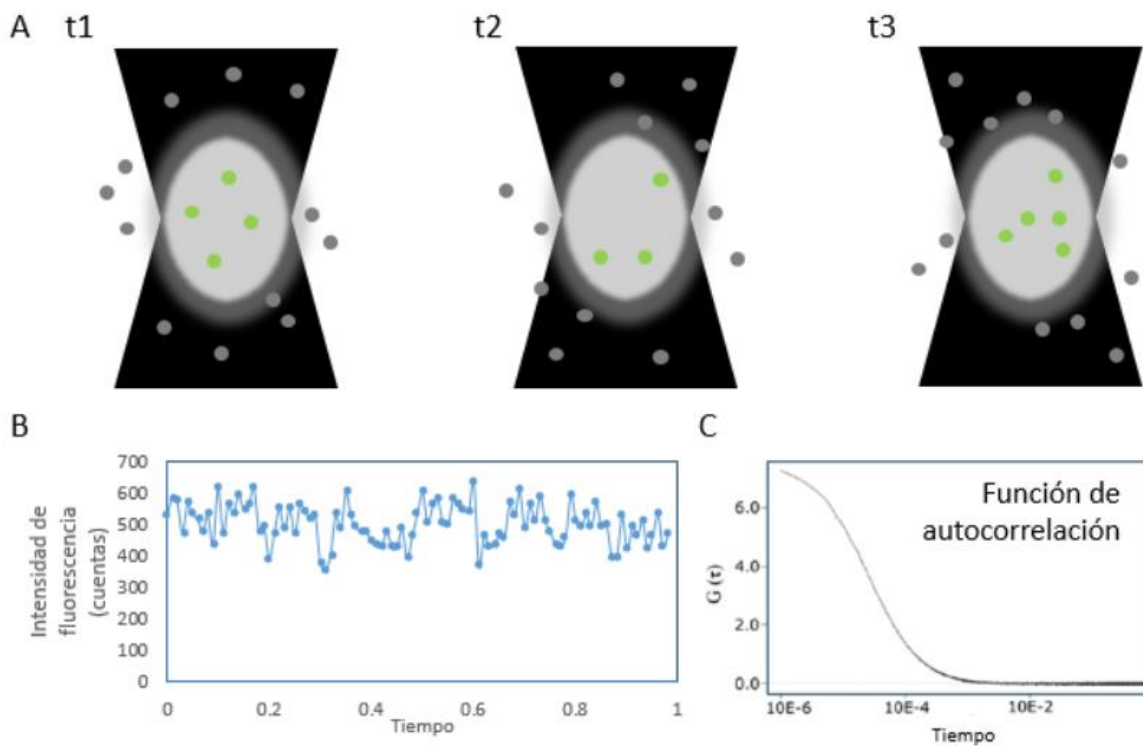 A t1 t2 t3
B
700
600
500
400
300
200
100
0
Intensidad de
fluorescencia
(cuentas)
0 0.2 0.4 0.6 0.8 1
Tiempo
C
Función de
autocorrelación
6.0
4.0
2.0
0.0
G (τ)
10E-6 10E-4 10E-2
Tiempo